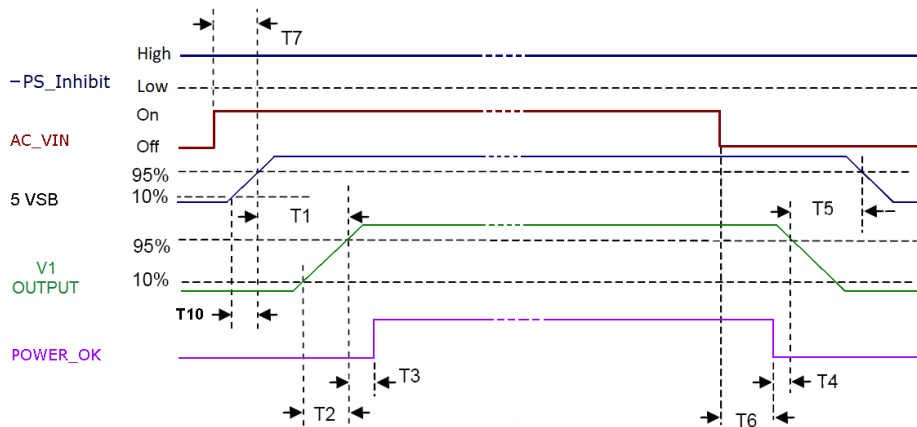 T7
High
–PS_Inhibit
Low
On
AC_VIN
Off
95%
5 VSB
10%
T1
T5
95%
V1
OUTPUT
10%
T10
POWER_OK
T3
T4
T2
T6